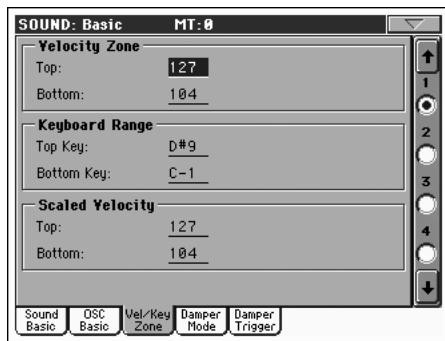 SOUND: Basic MT:0
Velocity Zone
Top: 127
Bottom: 104
Keyboard Range
Top Key: D#9
Bottom Key: C-1
Scaled Velocity
Top: 127
Bottom: 104
1
2
3
4
Sound Basic
OSC Basic
Vel/Key Zone
Damper Mode
Damper Trigger